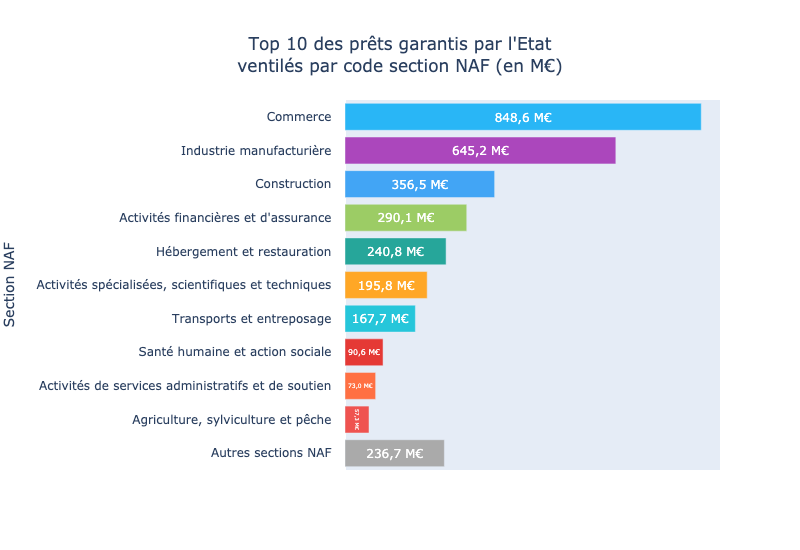 Top 10 des prêts garantis par l'Etat
ventilés par code section NAF (en M€)
Section NAF
Commerce 848,6 M€
Industrie manufacturière 645,2 M€
Construction 356,5 M€
Activités financières et d'assurance 290,1 M€
Hébergement et restauration 240,8 M€
Activités spécialisées, scientifiques et techniques 195,8 M€
Transports et entreposage 167,7 M€
Santé humaine et action sociale 90,6 M€
Activités de services administratifs et de soutien 73,0 M€
Agriculture, sylviculture et pêche
Autres sections NAF 236,7 M€